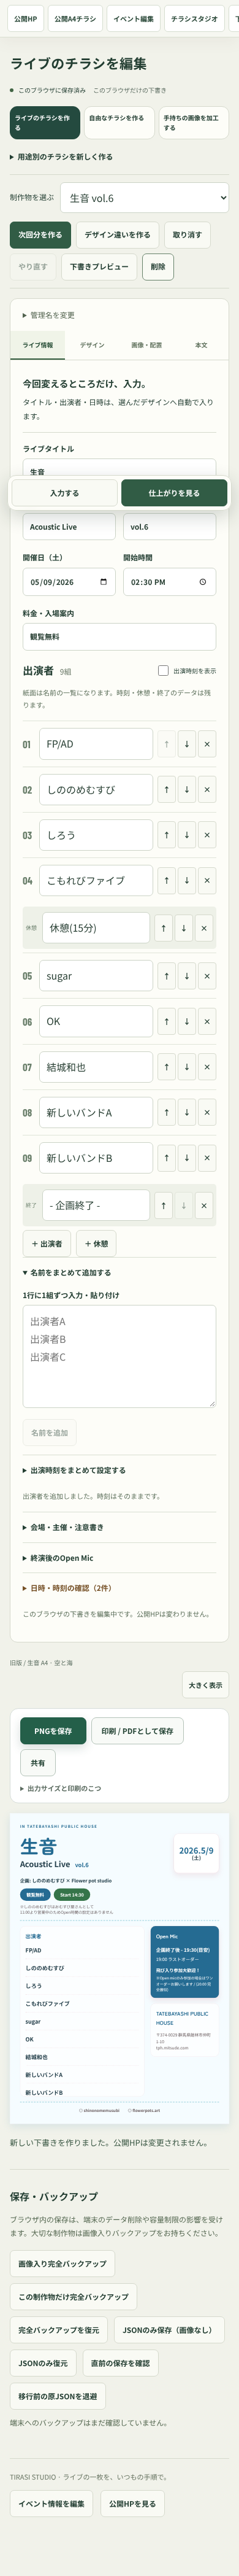 公開HP
公開A4チラシ
イベント編集
チラシスタジオ
ライブのチラシを編集
このブラウザに保存済み このブラウザだけの下書き
ライブのチラシを作る
自由なチラシを作る
手持ちの画像を加工する
▶ 用途別のチラシを新しく作る
制作物を選ぶ
生音 vol.6
次回分を作る
デザイン違いを作る
取り消す
やり直す
下書きプレビュー
削除
▶ 管理名を変更
ライブ情報
デザイン
画像・配置
本文
今回変えるところだけ、入力。
タイトル・出演者・日時は、選んだデザインへ自動で入ります。
ライブタイトル
生音
入力する
仕上がりを見る
Acoustic Live
vol.6
開催日（土）
開始時間
05/09/2026
02:30 PM
料金・入場案内
観覧無料
出演者 9組
出演時刻を表示
紙面は名前の一覧になります。時刻・休憩・終了のデータは残ります。
01 FP/AD ↑ ↓ ×
02 しののめむすび ↑ ↓ ×
03 しろう ↑ ↓ ×
04 こもれびファイブ ↑ ↓ ×
休憩 休憩(15分) ↑ ↓ ×
05 sugar ↑ ↓ ×
06 OK ↑ ↓ ×
07 結城和也 ↑ ↓ ×
08 新しいバンドA ↑ ↓ ×
09 新しいバンドB ↑ ↓ ×
終了 - 企画終了 - ↑ ↓ ×
＋ 出演者
＋ 休憩
▼ 名前をまとめて追加する
1行に1組ずつ入力・貼り付け
出演者A
出演者B
出演者C
名前を追加
▶ 出演時刻をまとめて設定する
出演者を追加しました。時刻はそのままです。
▶ 会場・主催・注意書き
▶ 終演後のOpen Mic
▶ 日時・時刻の確認（2件）
このブラウザの下書きを編集中です。公開HPは変わりません。
旧版 / 生音 A4 · 空と海
大きく表示
PNGを保存
印刷 / PDFとして保存
共有
▶ 出力サイズと印刷のこつ
IN TATEBAYASHI PUBLIC HOUSE
生音
Acoustic Live vol.6
2026.5/9
(土)
企画: しののめむすび × Flower pot studio
観覧無料
Start 14:30
出演者
FP/AD
しののめむすび
しろう
こもれびファイブ
sugar
OK
結城和也
新しいバンドA
新しいバンドB
Open Mic
企画終了後 - 19:30(目安)
19:00 ラストオーダー
飛び入り参加大歓迎！
TATEBAYASHI PUBLIC HOUSE
新しい下書きを作りました。公開HPは変更されません。
保存・バックアップ
ブラウザ内の保存は、端末のデータ削除や容量制限の影響を受けます。大切な制作物は画像入りバックアップをお持ちください。
画像入り完全バックアップ
この制作物だけ完全バックアップ
完全バックアップを復元
JSONのみ保存（画像なし）
JSONのみ復元
直前の保存を確認
移行前の原JSONを退避
端末へのバックアップはまだ確認していません。
TIRASI STUDIO · ライブの一枚を、いつもの手順で。
イベント情報を編集
公開HPを見る